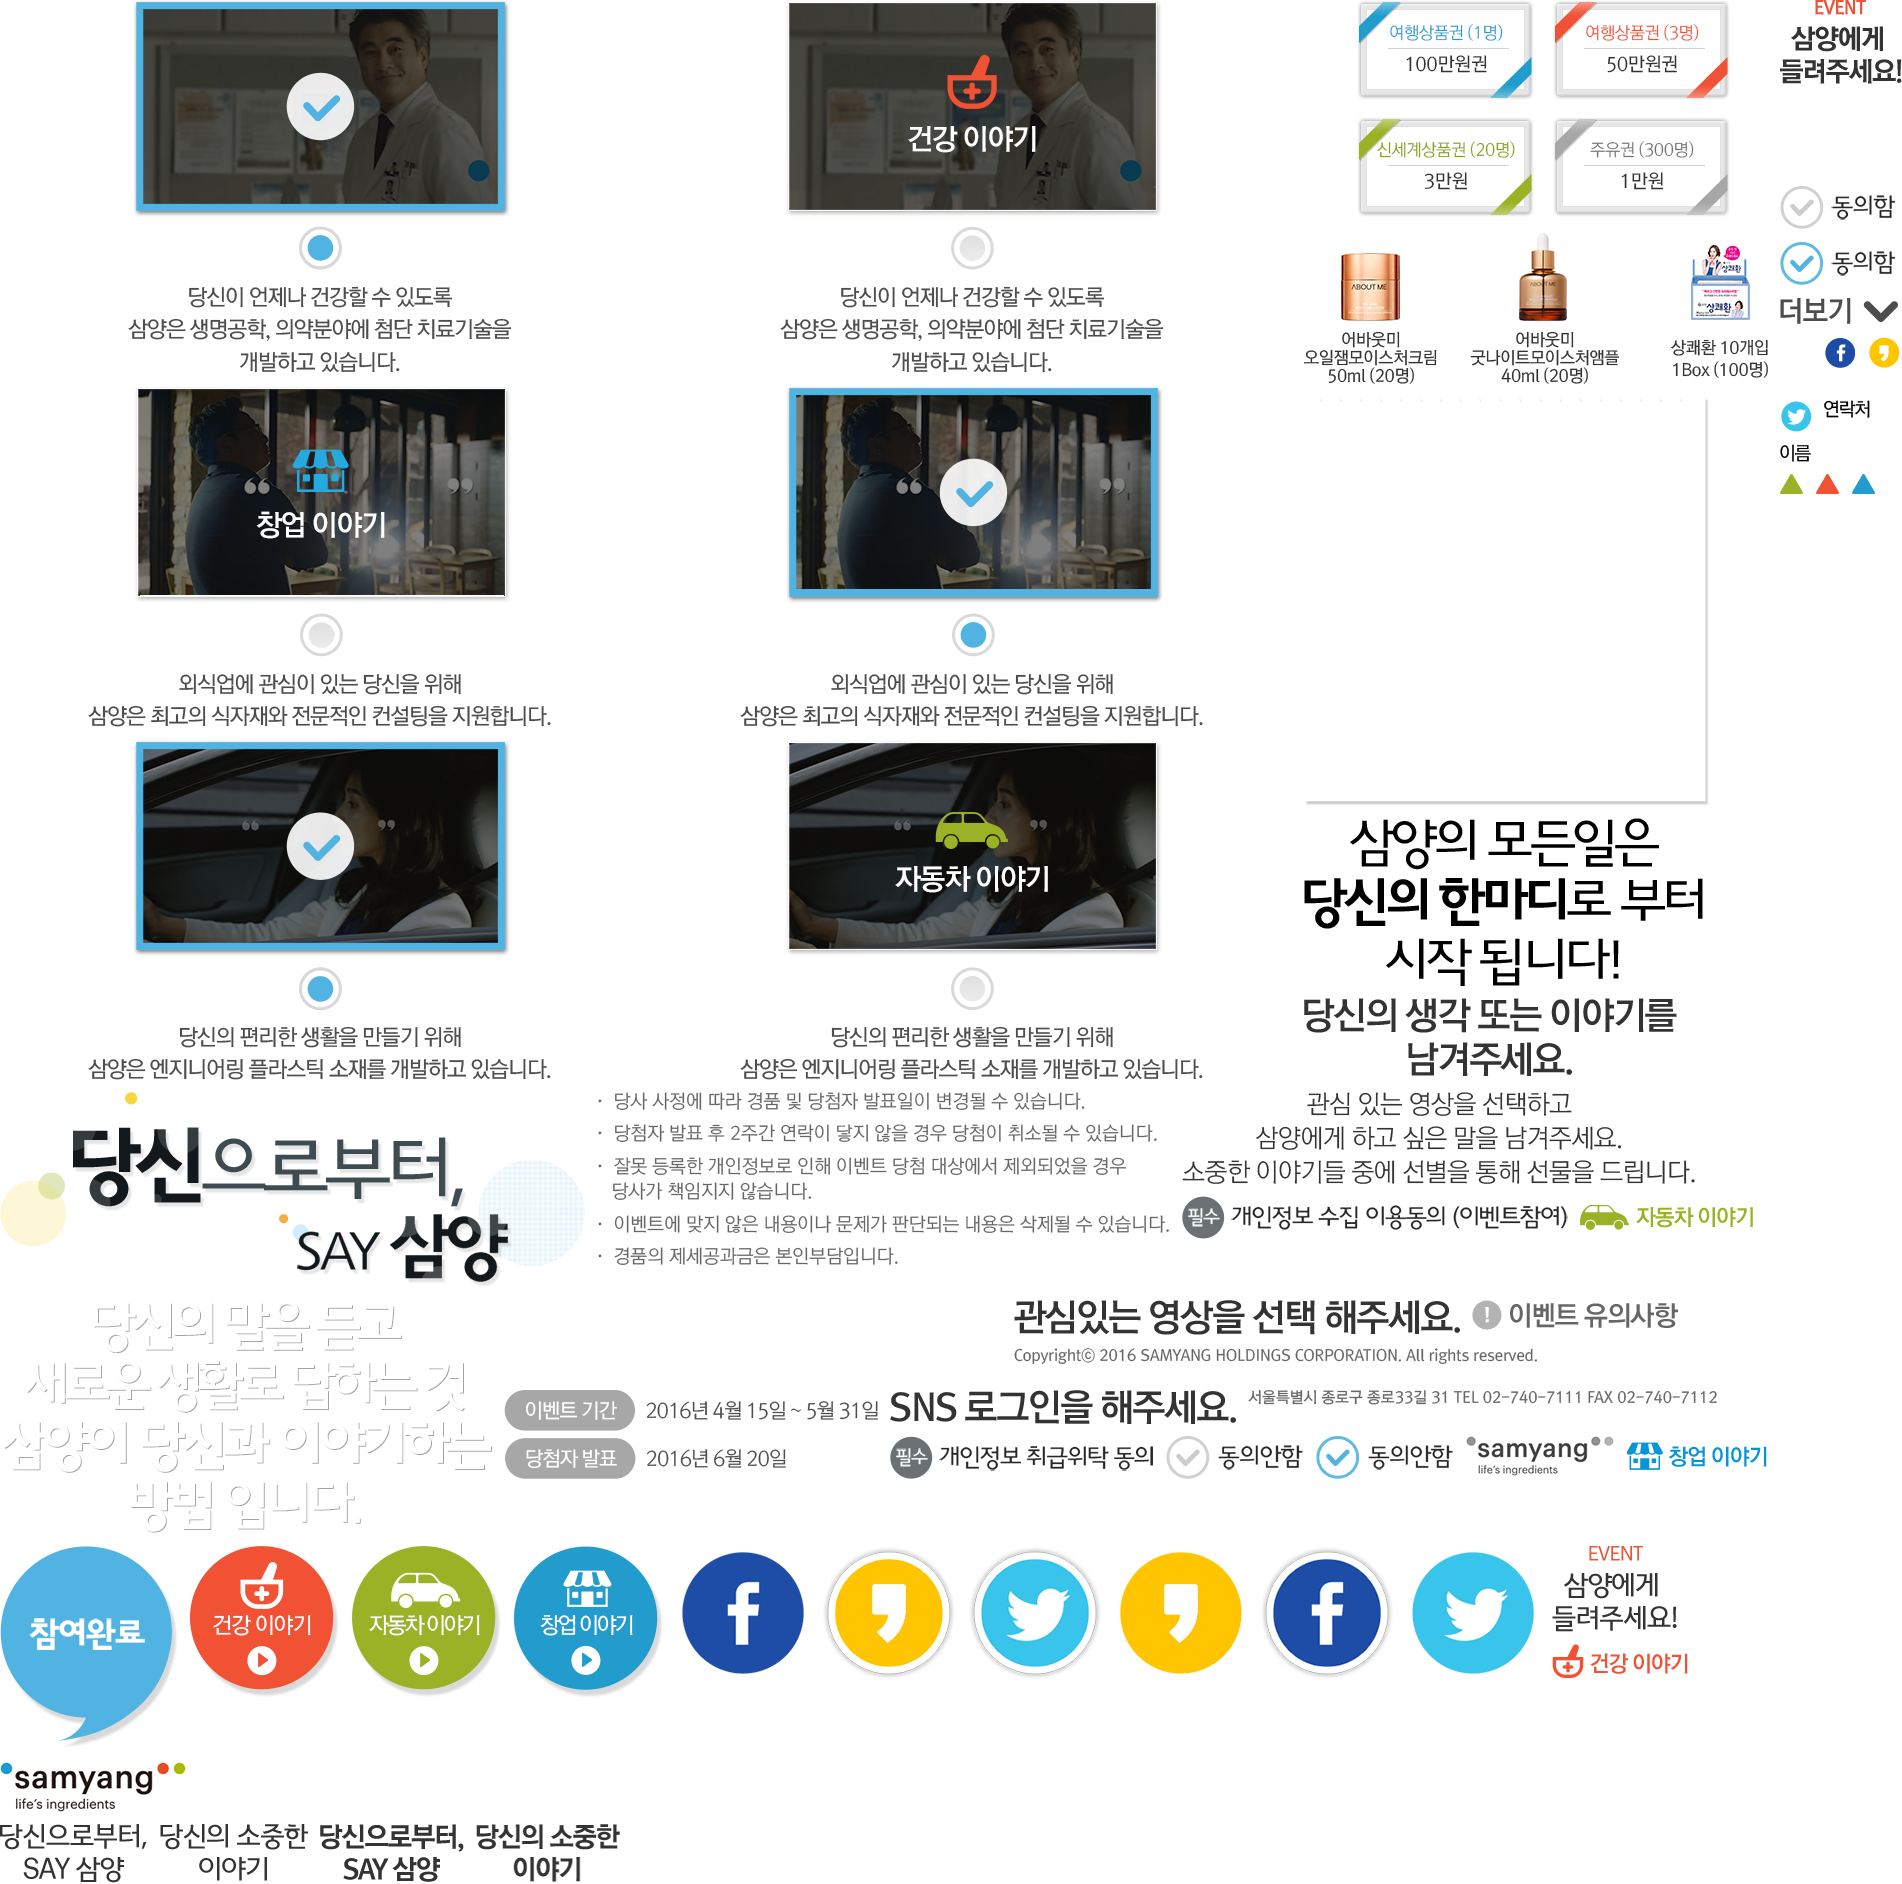 건강 이야기
당신이 언제나 건강할 수 있도록
삼양은 생명공학, 의약분야에 첨단 치료기술을
개발하고 있습니다.
당신이 언제나 건강할 수 있도록
삼양은 생명공학, 의약분야에 첨단 치료기술을
개발하고 있습니다.
창업 이야기
외식업에 관심이 있는 당신을 위해
삼양은 최고의 식자재와 전문적인 컨설팅을 지원합니다.
외식업에 관심이 있는 당신을 위해
삼양은 최고의 식자재와 전문적인 컨설팅을 지원합니다.
자동차 이야기
당신의 편리한 생활을 만들기 위해
삼양은 엔지니어링 플라스틱 소재를 개발하고 있습니다.
당신의 편리한 생활을 만들기 위해
삼양은 엔지니어링 플라스틱 소재를 개발하고 있습니다.
여행상품권 (1명)
100만원권
여행상품권 (3명)
50만원권
신세계상품권 (20명)
3만원
주유권 (300명)
1만원
EVENT
삼양에게
들려주세요!
동의함
동의함
더보기
ABOUT ME
어바웃미
오일잼모이스처크림
50ml (20명)
ABOUT ME
어바웃미
굿나이트모이스처앰플
40ml (20명)
상쾌환
상쾌환
상쾌환 10개입
1Box (100명)
연락처
이름
삼양의 모든일은
당신의 한마디로 부터
시작 됩니다!
당신의 생각 또는 이야기를
남겨주세요.
관심 있는 영상을 선택하고
삼양에게 하고 싶은 말을 남겨주세요.
소중한 이야기들 중에 선별을 통해 선물을 드립니다.
필수 개인정보 수집 이용동의 (이벤트참여)
자동차 이야기
당신으로부터,
SAY 삼양
· 당사 사정에 따라 경품 및 당첨자 발표일이 변경될 수 있습니다.
· 당첨자 발표 후 2주간 연락이 닿지 않을 경우 당첨이 취소될 수 있습니다.
· 잘못 등록한 개인정보로 인해 이벤트 당첨 대상에서 제외되었을 경우
당사가 책임지지 않습니다.
· 이벤트에 맞지 않은 내용이나 문제가 판단되는 내용은 삭제될 수 있습니다.
· 경품의 제세공과금은 본인부담입니다.
당신의 말을 듣고
새로운 생활로 답하는 것
삼양이 당신과 이야기하는
방법 입니다.
관심있는 영상을 선택 해주세요.
! 이벤트 유의사항
Copyrightⓒ 2016 SAMYANG HOLDINGS CORPORATION. All rights reserved.
이벤트 기간 2016년 4월 15일 ~ 5월 31일
당첨자 발표 2016년 6월 20일
SNS 로그인을 해주세요.
서울특별시 종로구 종로33길 31 TEL 02-740-7111 FAX 02-740-7112
필수 개인정보 취급위탁 동의
동의안함
동의안함
samyang
life's ingredients
창업 이야기
참여완료
건강 이야기
자동차 이야기
창업 이야기
EVENT
삼양에게
들려주세요!
건강 이야기
samyang
life's ingredients
당신으로부터,
SAY 삼양
당신의 소중한
이야기
당신으로부터,
SAY 삼양
당신의 소중한
이야기